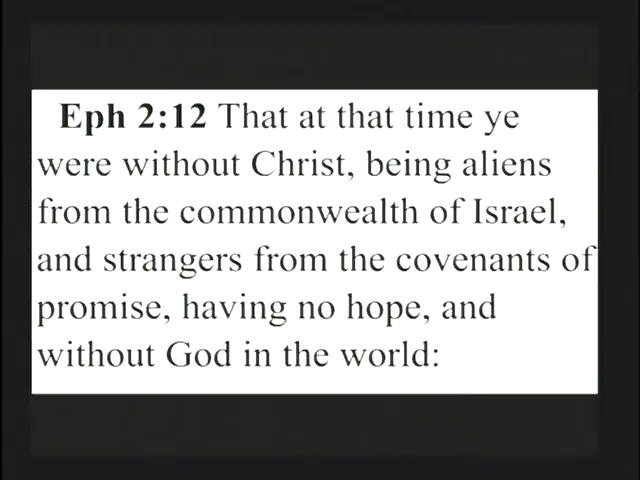 Eph 2:12 That at that time ye
were without Christ, being aliens
from the commonwealth of Israel,
and strangers from the covenants of
promise, having no hope, and
without God in the world: